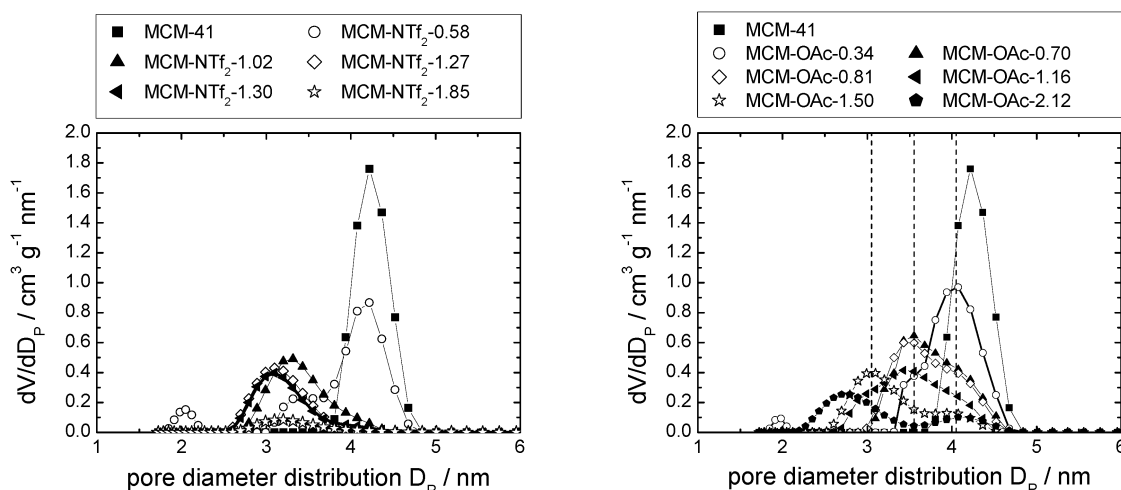 MCM-41 MCM-NTf2-0.58
MCM-NTf2-1.02 MCM-NTf2-1.27
MCM-NTf2-1.30 MCM-NTf2-1.85
2.0
1.8
1.6
1.4
1.2
1.0
0.8
0.6
0.4
0.2
0.0
dV/dDP / cm3 g-1 nm-1
1 2 3 4 5 6
pore diameter distribution DP / nm
MCM-41
MCM-OAc-0.34 MCM-OAc-0.70
MCM-OAc-0.81 MCM-OAc-1.16
MCM-OAc-1.50 MCM-OAc-2.12
2.0
1.8
1.6
1.4
1.2
1.0
0.8
0.6
0.4
0.2
0.0
dV/dDP / cm3 g-1 nm-1
1 2 3 4 5 6
pore diameter distribution DP / nm